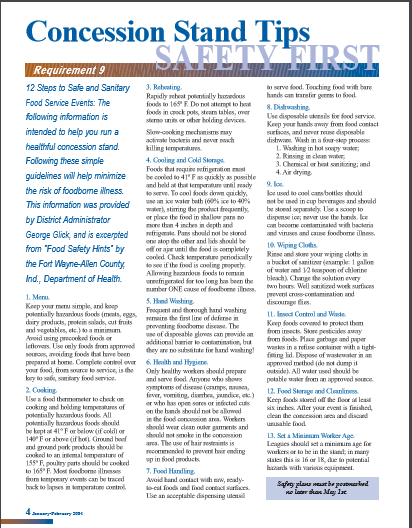 Concession Stand Tips
SAFETY FIRST
Requirement 9
12 Steps to Safe and Sanitary
Food Service Events: The
following information is
intended to help you run a
healthful concession stand.
Following these simple
guidelines will help minimize
the risk of foodborne illness.
This information was provided
by District Administrator
George Glick, and is excerpted
from "Food Safety Hints" by
the Fort Wayne-Allen County,
Ind., Department of Health.
1. Menu.
Keep your menu simple, and keep
potentially hazardous foods (meats, eggs,
dairy products, protein salads, cut fruits
and vegetables, etc.) to a minimum.
Avoid using precooked foods or
leftovers. Use only foods from approved
sources, avoiding foods that have been
prepared at home. Complete control over
your food, from source to service, is the
key to safe, sanitary food service.
2. Cooking.
Use a food thermometer to check on
cooking and holding temperatures of
potentially hazardous foods. All
potentially hazardous foods should
be kept at 41° F or below (if cold) or
140° F or above (if hot). Ground beef
and ground pork products should be
cooked to an internal temperature of
155° F, poultry parts should be cooked
to 165° F. Most foodborne illnesses
from temporary events can be traced
back to lapses in temperature control.
3. Reheating.
Rapidly reheat potentially hazardous
foods to 165° F. Do not attempt to heat
foods in crock pots, steam tables, over
sterno units or other holding devices.
Slow-cooking mechanisms may
activate bacteria and never reach
killing temperatures.
4. Cooling and Cold Storage.
Foods that require refrigeration must
be cooled to 41° F as quickly as possible
and held at that temperature until ready
to serve. To cool foods down quickly,
use an ice water bath (60% ice to 40%
water), stirring the product frequently,
or place the food in shallow pans no
more than 4 inches in depth and
refrigerate. Pans should not be stored
one atop the other and lids should be
off or ajar until the food is completely
cooled. Check temperature periodically
to see if the food is cooling properly.
Allowing hazardous foods to remain
unrefrigerated for too long has been the
number ONE cause of foodborne illness.
5. Hand Washing.
Frequent and thorough hand washing
remains the first line of defense in
preventing foodborne disease. The
use of disposable gloves can provide an
additional barrier to contamination, but
they are no substitute for hand washing!
6. Health and Hygiene.
Only healthy workers should prepare
and serve food. Anyone who shows
symptoms of disease (cramps, nausea,
fever, vomiting, diarrhea, jaundice, etc.)
or who has open sores or infected cuts
on the hands should not be allowed
in the food concession area. Workers
should wear clean outer garments and
should not smoke in the concession
area. The use of hair restraints is
recommended to prevent hair ending
up in food products.
7. Food Handling.
Avoid hand contact with raw, ready-
to-eat foods and food contact surfaces.
Use an acceptable dispensing utensil
to serve food. Touching food with bare
hands can transfer germs to food.
8. Dishwashing.
Use disposable utensils for food service.
Keep your hands away from food contact
surfaces, and never reuse disposable
dishware. Wash in a four-step process:
1. Washing in hot soapy water;
2. Rinsing in clean water;
3. Chemical or heat sanitizing; and
4. Air drying.
9. Ice.
Ice used to cool cans/bottles should
not be used in cup beverages and should
be stored separately. Use a scoop to
dispense ice; never use the hands. Ice
can become contaminated with bacteria
and viruses and cause foodborne illness.
10. Wiping Cloths.
Rinse and store your wiping cloths in
a bucket of sanitizer (example: 1 gallon
of water and 1/2 teaspoon of chlorine
bleach). Change the solution every
two hours. Well sanitized work surfaces
prevent cross-contamination and
discourage flies.
11. Insect Control and Waste.
Keep foods covered to protect them
from insects. Store pesticides away
from foods. Place garbage and paper
wastes in a refuse container with a tight-
fitting lid. Dispose of wastewater in an
approved method (do not dump it
outside). All water used should be
potable water from an approved source.
12. Food Storage and Cleanliness.
Keep foods stored off the floor at least
six inches. After your event is finished,
clean the concession area and discard
unusable food.
13. Set a Minimum Worker Age.
Leagues should set a minimum age for
workers or to be in the stand; in many
states this is 16 or 18, due to potential
hazards with various equipment.
Safety plans must be postmarked
no later than May 1st.
4 January-February 2004